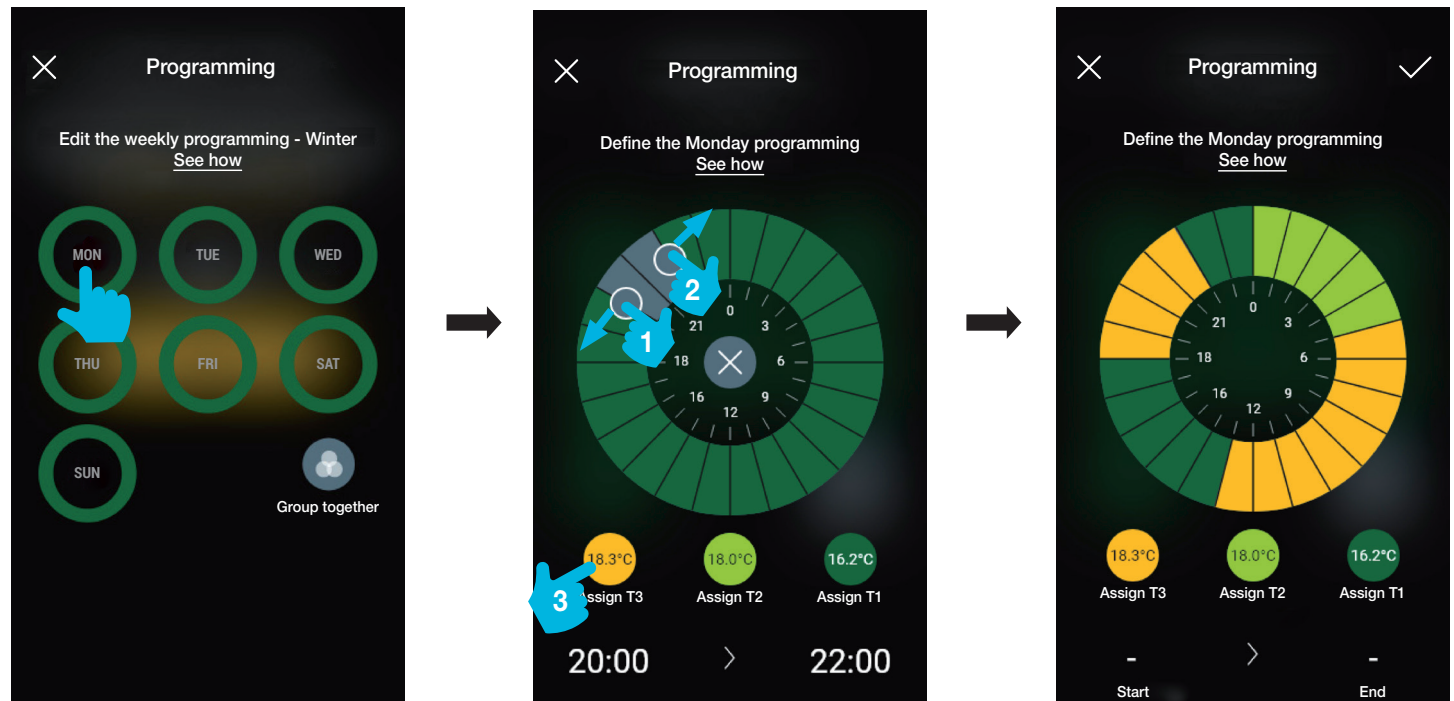 Programming
Edit the weekly programming - Winter
See how
MON
TUE
WED
THU
FRI
SAT
SUN
Group together
Programming
Define the Monday programming
See how
2
1
0
3
6
9
12
16
18
21
18.3°C
18.0°C
16.2°C
3
ssign T3
Assign T2
Assign T1
20:00
22:00
Programming
Define the Monday programming
See how
0
3
6
9
12
16
18
21
18.3°C
18.0°C
16.2°C
Assign T3
Assign T2
Assign T1
-
-
Start
End